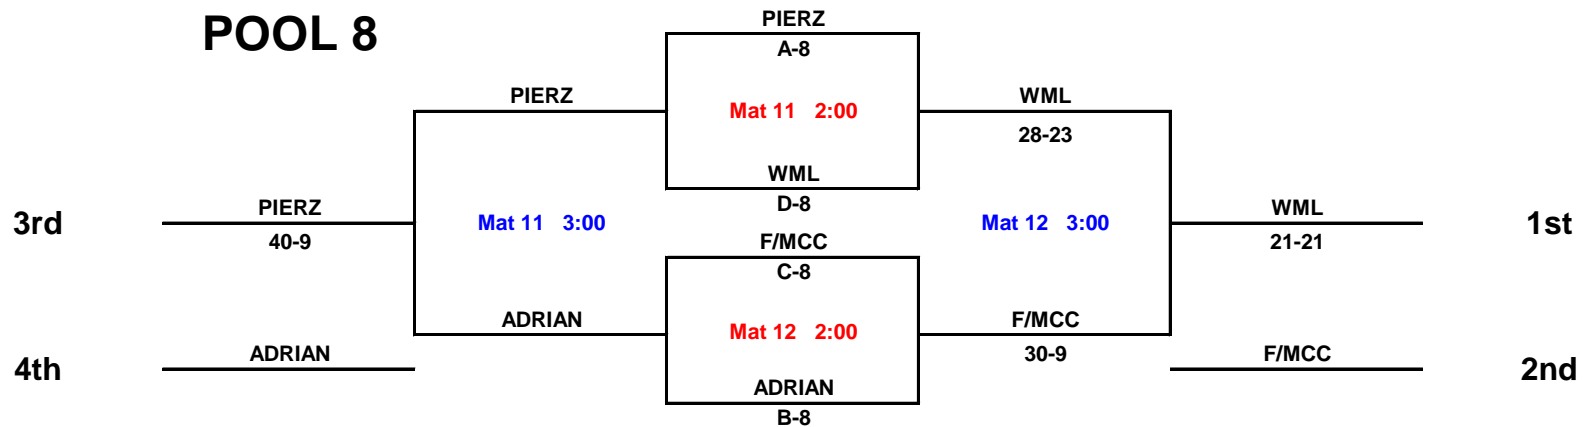 POOL 8
PIERZ
A-8
PIERZ
Mat 11 2:00
WML
28-23
WML
D-8
3rd
PIERZ
40-9
Mat 11 3:00
Mat 12 3:00
WML
21-21
1st
F/MCC
C-8
ADRIAN
Mat 12 2:00
F/MCC
30-9
4th
ADRIAN
F/MCC
2nd
ADRIAN
B-8